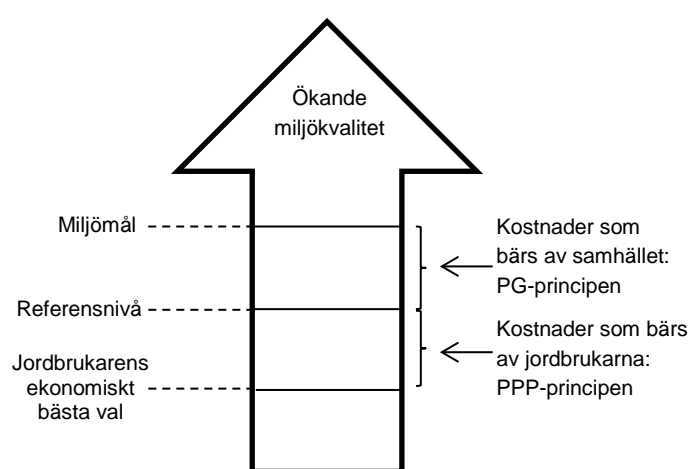 Ökande
miljökvalitet
Miljömål
Kostnader som
bärs av samhället:
PG-principen
Referensnivå
Kostnader som bärs
av jordbrukarna:
PPP-principen
Jordbrukarens
ekonomiskt
bästa val